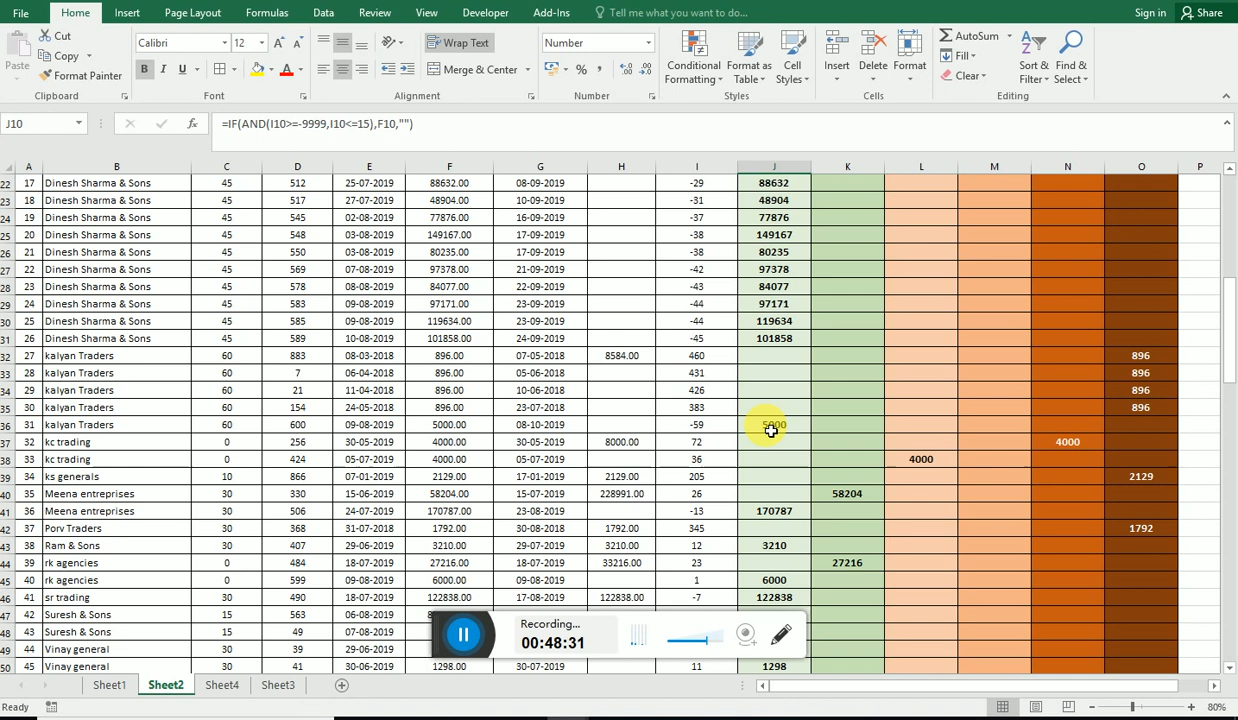 File Home Insert Page Layout Formulas Data Review View Developer Add-Ins Tell me what you want to do... Sign in Share
Paste Cut Copy Format Painter Clipboard
Calibri 12 A A B I U A Font
Wrap Text Merge & Center Alignment
Number % , Number
Conditional Formatting Format as Table Cell Styles Styles
Insert Delete Format Cells
AutoSum Fill Clear Sort & Filter Find & Select Editing
J10 fx =IF(AND(I10>=-9999,I10<=15),F10,"")
A B C D E F G H I J K L M N O P
22 17 Dinesh Sharma & Sons 45 512 25-07-2019 88632.00 08-09-2019 -29 88632
23 18 Dinesh Sharma & Sons 45 517 27-07-2019 48904.00 10-09-2019 -31 48904
24 19 Dinesh Sharma & Sons 45 545 02-08-2019 77876.00 16-09-2019 -37 77876
25 20 Dinesh Sharma & Sons 45 548 03-08-2019 149167.00 17-09-2019 -38 149167
26 21 Dinesh Sharma & Sons 45 550 03-08-2019 80235.00 17-09-2019 -38 80235
27 22 Dinesh Sharma & Sons 45 569 07-08-2019 97378.00 21-09-2019 -42 97378
28 23 Dinesh Sharma & Sons 45 578 08-08-2019 84077.00 22-09-2019 -43 84077
29 24 Dinesh Sharma & Sons 45 583 09-08-2019 97171.00 23-09-2019 -44 97171
30 25 Dinesh Sharma & Sons 45 585 09-08-2019 119634.00 23-09-2019 -44 119634
31 26 Dinesh Sharma & Sons 45 589 10-08-2019 101858.00 24-09-2019 -45 101858
32 27 kalyan Traders 60 883 08-03-2018 896.00 07-05-2018 8584.00 460 896
33 28 kalyan Traders 60 7 06-04-2018 896.00 05-06-2018 431 896
34 29 kalyan Traders 60 21 11-04-2018 896.00 10-06-2018 426 896
35 30 kalyan Traders 60 154 24-05-2018 896.00 23-07-2018 383 896
36 31 kalyan Traders 60 600 09-08-2019 5000.00 08-10-2019 -59 5000
37 32 kc trading 0 256 30-05-2019 4000.00 30-05-2019 8000.00 72 4000
38 33 kc trading 0 424 05-07-2019 4000.00 05-07-2019 36 4000
39 34 ks generals 10 866 07-01-2019 2129.00 17-01-2019 2129.00 205 2129
40 35 Meena entreprises 30 330 15-06-2019 58204.00 15-07-2019 228991.00 26 58204
41 36 Meena entreprises 30 506 24-07-2019 170787.00 23-08-2019 -13 170787
42 37 Porv Traders 30 368 31-07-2018 1792.00 30-08-2018 1792.00 345 1792
43 38 Ram & Sons 30 407 29-06-2019 3210.00 29-07-2019 3210.00 12 3210
44 39 rk agencies 0 484 18-07-2019 27216.00 18-07-2019 33216.00 23 27216
45 40 rk agencies 0 599 09-08-2019 6000.00 09-08-2019 1 6000
46 41 sr trading 30 490 18-07-2019 122838.00 17-08-2019 122838.00 -7 122838
47 42 Suresh & Sons 15 563 06-08-2019
48 43 Suresh & Sons 15 49 07-08-2019
49 44 Vinay general 30 39 29-06-2019
50 45 Vinay general 30 41 30-06-2019 1298.00 30-07-2019 11 1298
Recording...
00:48:31
Sheet1 Sheet2 Sheet4 Sheet3
Ready 80%